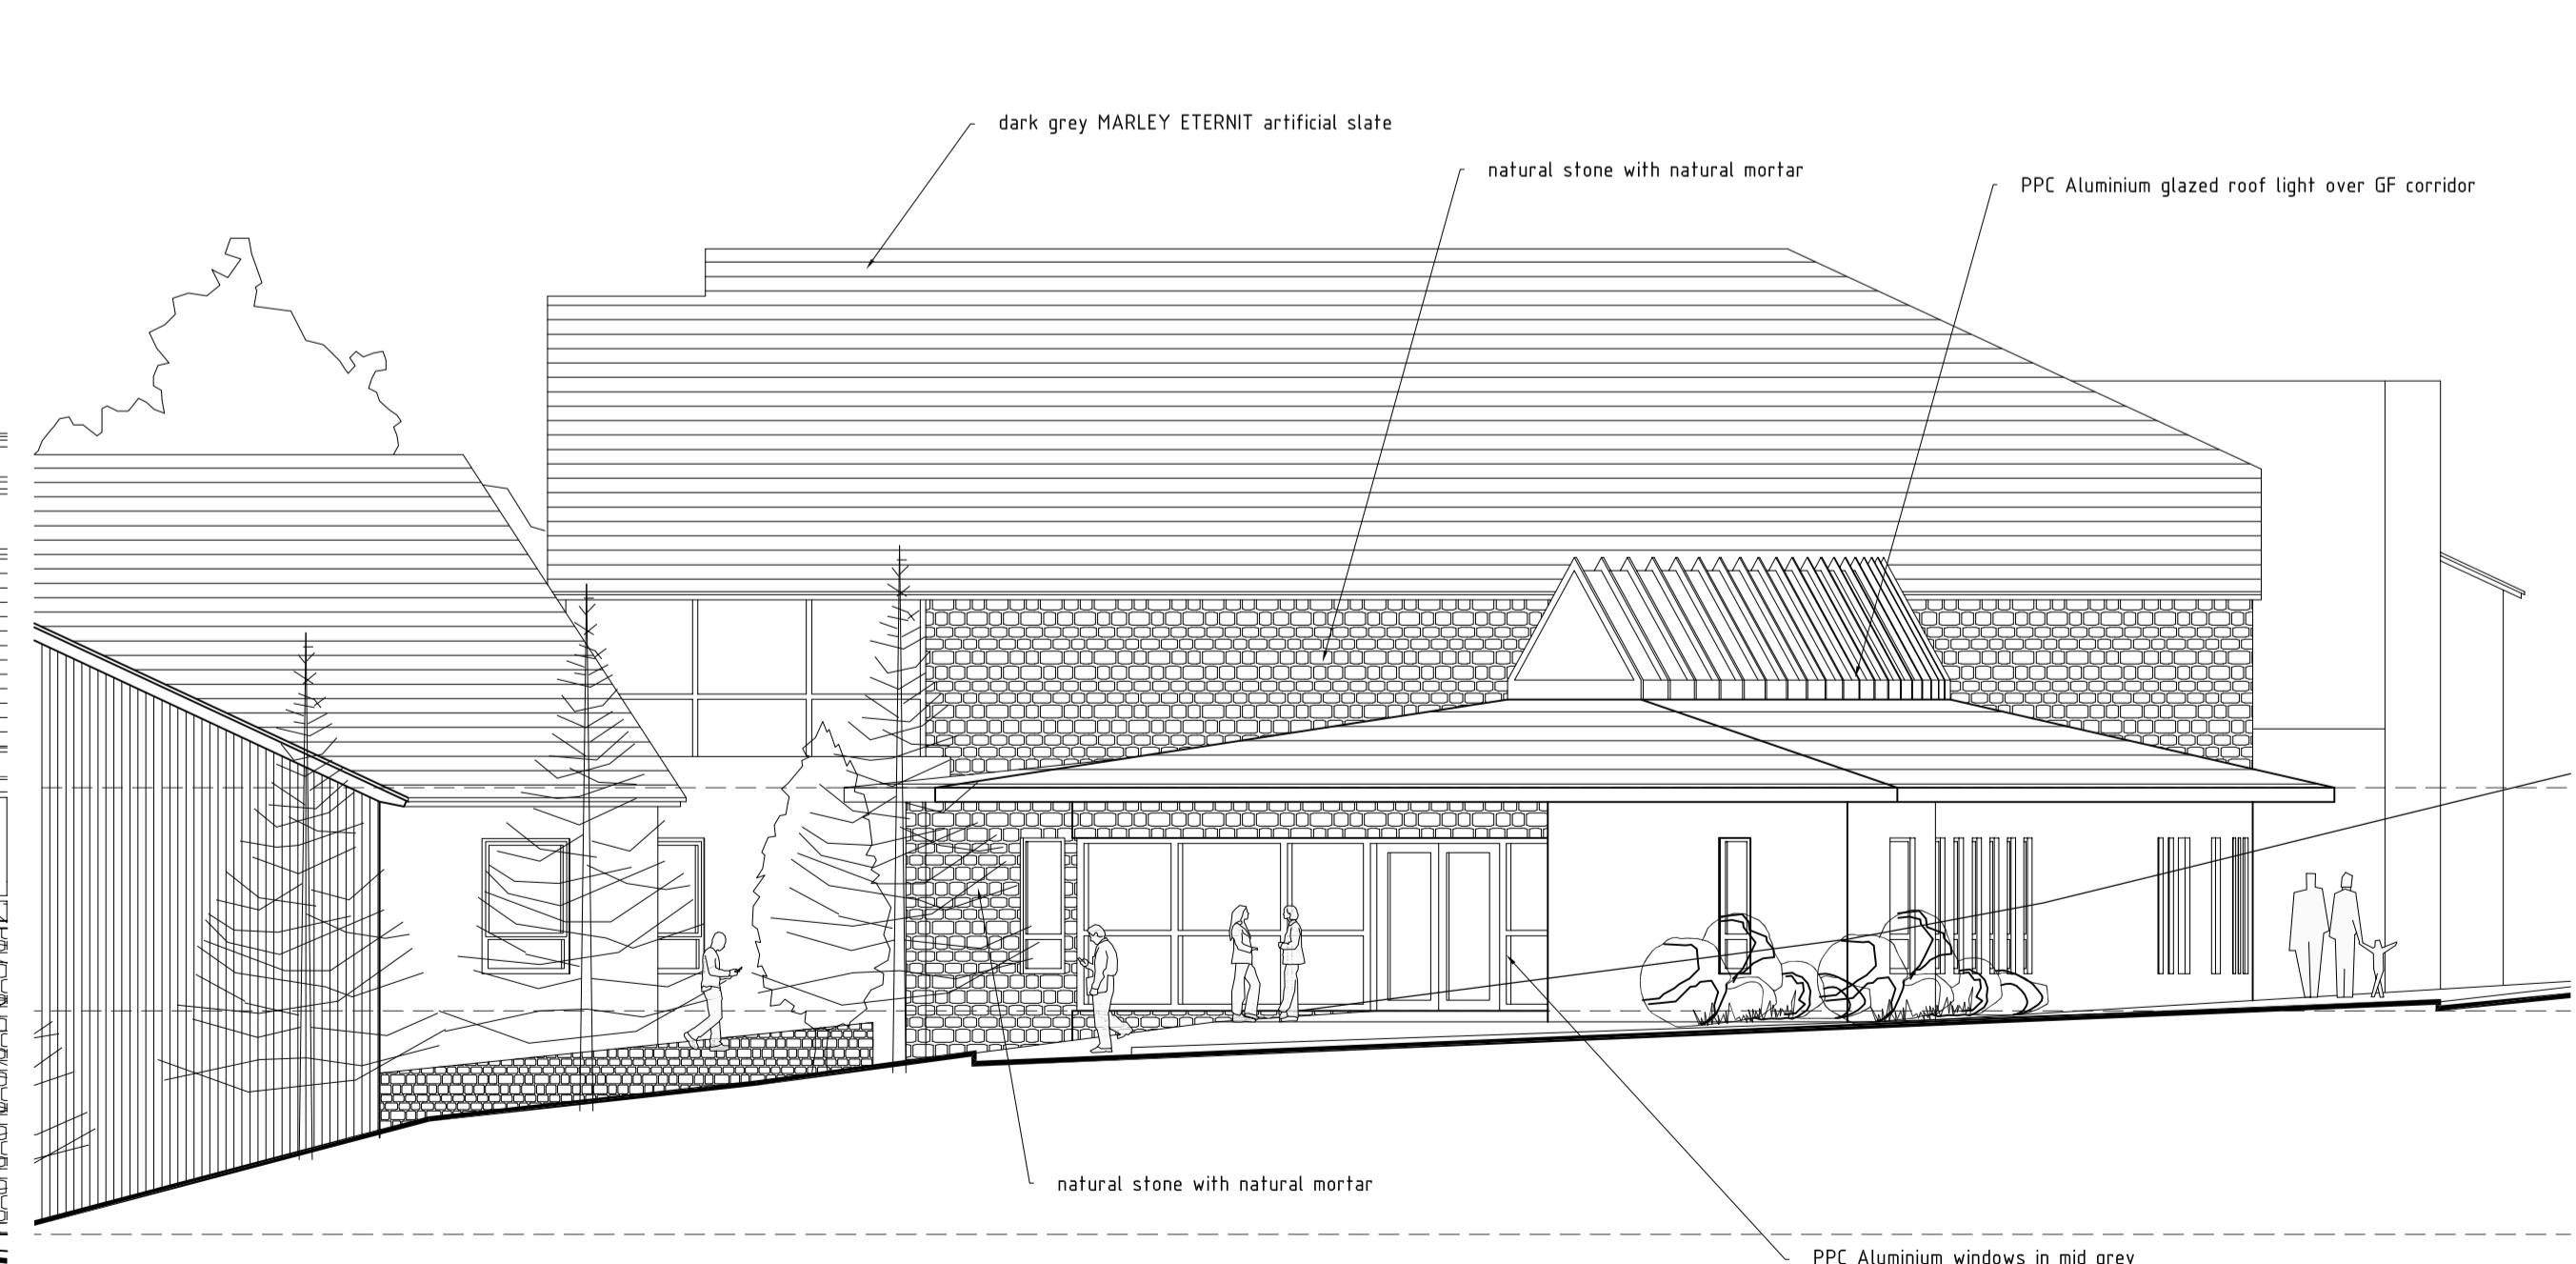 dark grey MARLEY ETERNIT artificial slate
natural stone with natural mortar
PPC Aluminium glazed roof light over GF corridor
natural stone with natural mortar
PPC Aluminium windows in mid grey